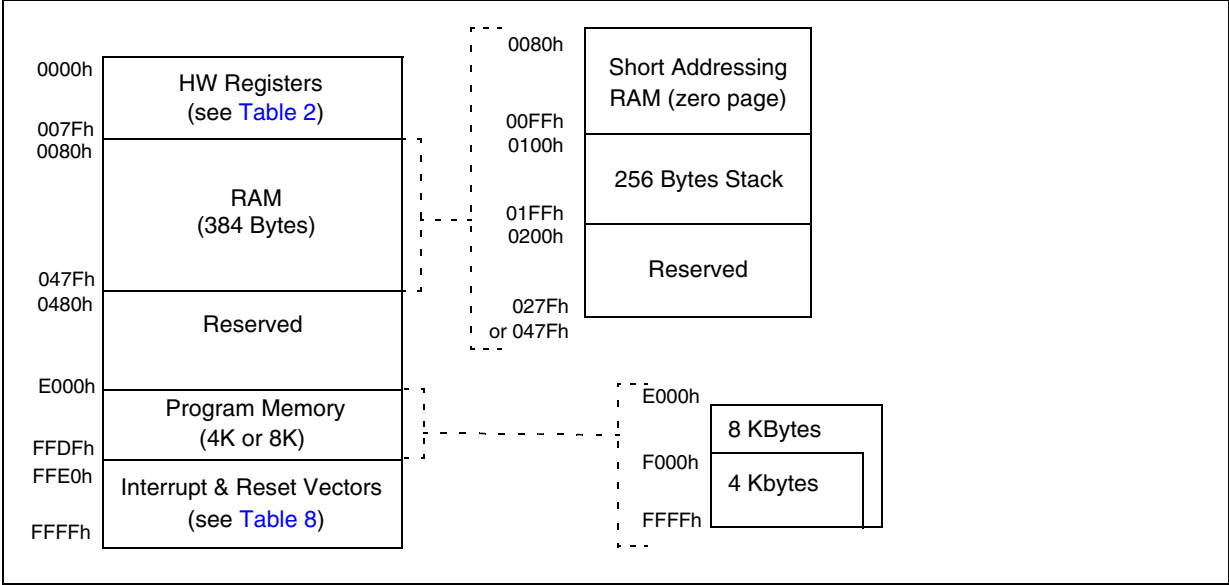 0000h
HW Registers
(see Table 2)
007Fh
0080h
RAM
(384 Bytes)
047Fh
0480h
Reserved
E000h
Program Memory
(4K or 8K)
FFDFh
FFE0h
Interrupt & Reset Vectors
(see Table 8)
FFFFh
0080h
Short Addressing
RAM (zero page)
00FFh
0100h
256 Bytes Stack
01FFh
0200h
Reserved
027Fh
or 047Fh
E000h
8 KBytes
F000h
4 Kbytes
FFFFh